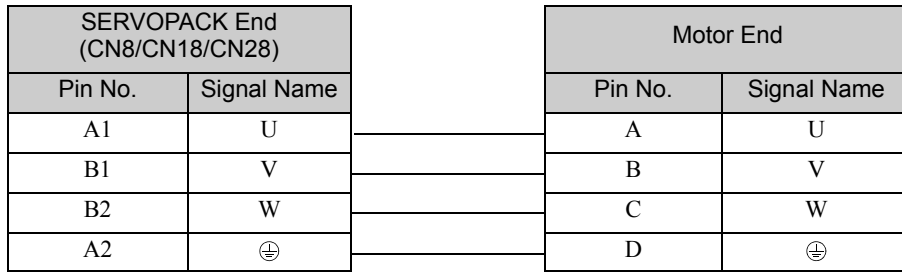 SERVOPACK End
(CN8/CN18/CN28)
Motor End
Pin No. Signal Name Pin No. Signal Name
A1 U A U
B1 V B V
B2 W C W
A2 ⏚ D ⏚